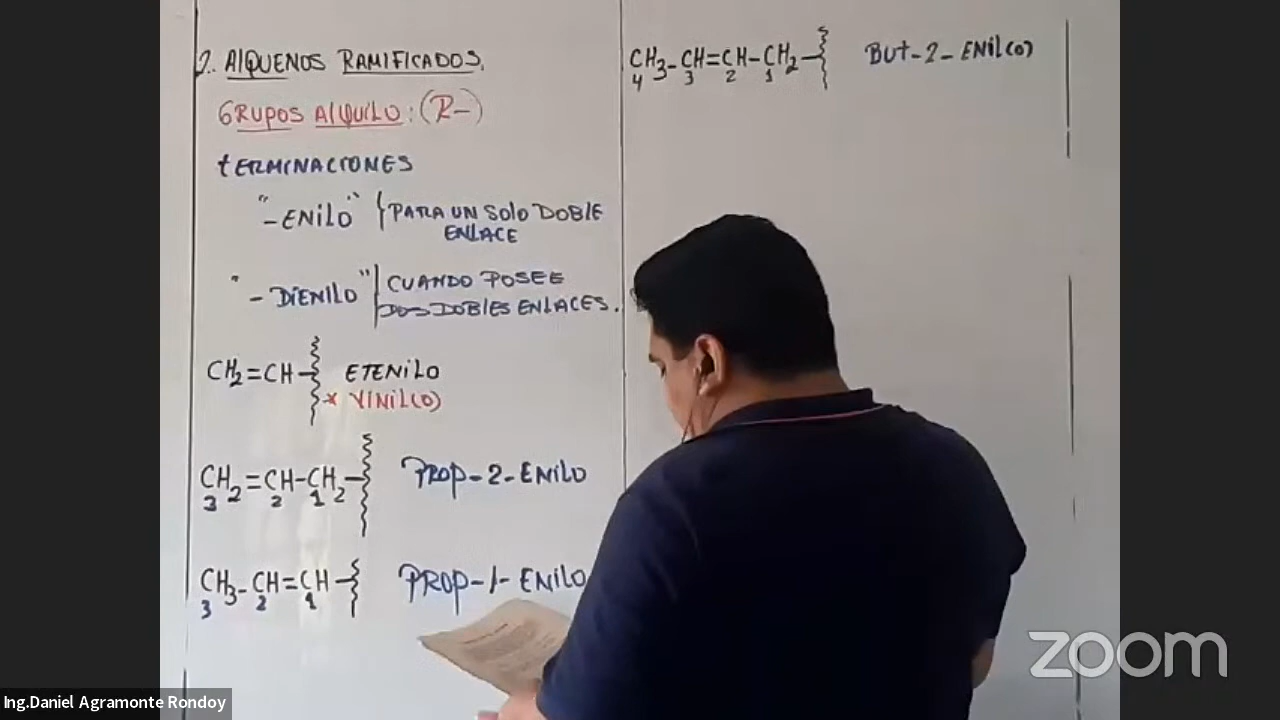 2. AlQUENOS RAMIFICADOS.
GRUPOS AlQUILO: (R-)
tERMINACIONES
"-ENilO" } PARA UN SOlO DOBlE
ENLACE
"-DiENilO" | CUANDO POSEE
DOS DOBlES ENLACES.
CH2=CH- ETENilO
* VINIL(O)
CH2=CH-CH2- PROP-2-ENilO
3 2 1
CH3-CH=CH- PROP-1-ENilO
3 2 1
CH3-CH=CH-CH2- But-2-ENil(O)
4 3 2 1
zoom
Ing.Daniel Agramonte Rondoy